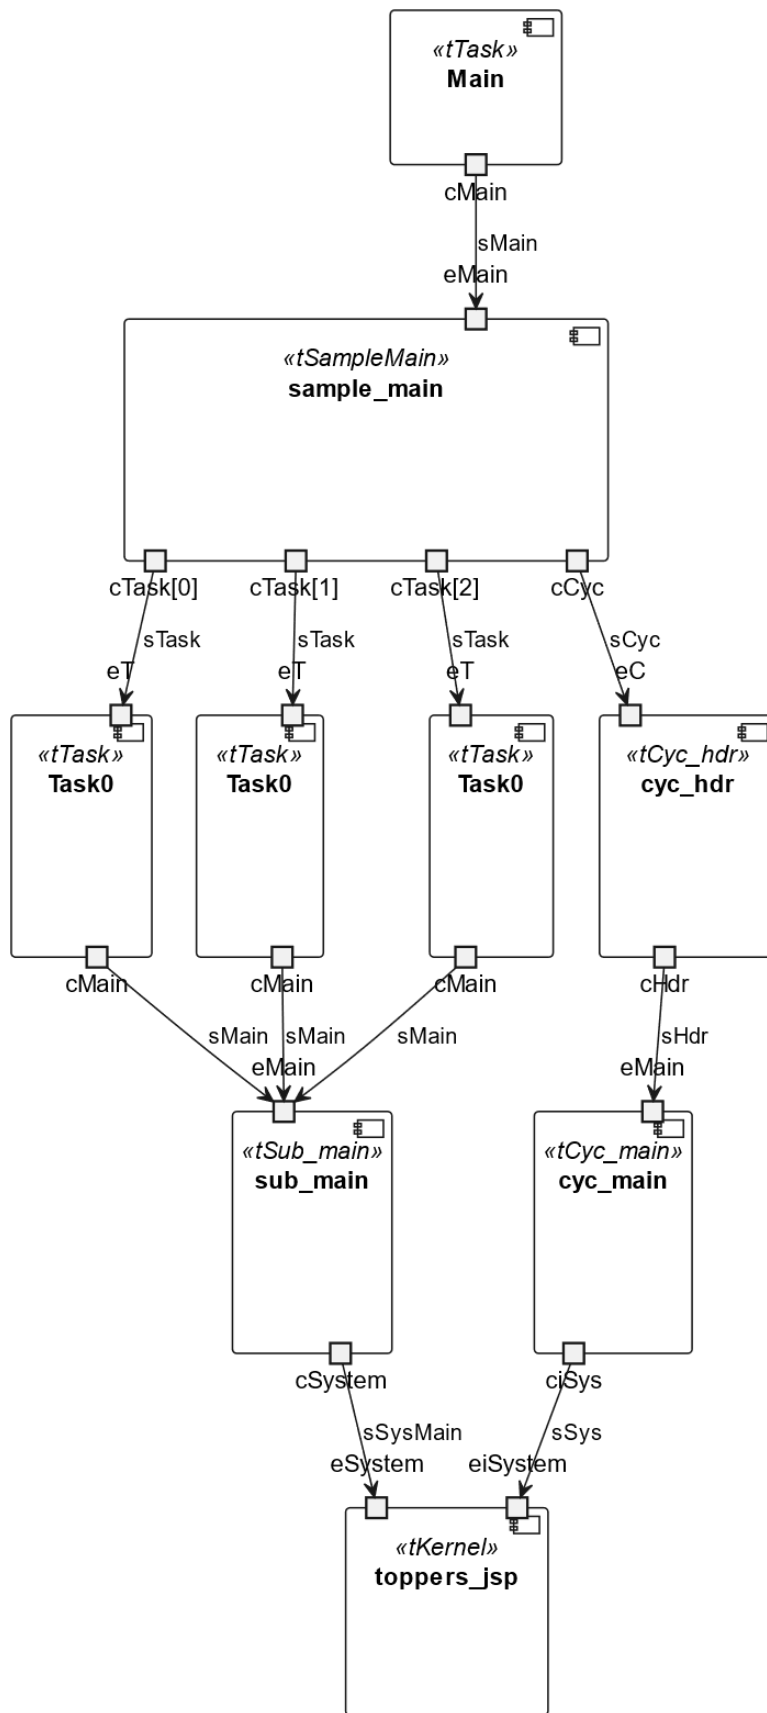 «tTask»
Main
cMain
sMain
eMain
«tSampleMain»
sample_main
cTask[0] cTask[1] cTask[2] cCyc
sTask sTask sTask sCyc
eT eT eT eC
«tTask» «tTask» «tTask» «tCyc_hdr»
Task0 Task0 Task0 cyc_hdr
cMain cMain cMain cHdr
sMain sMain sMain sHdr
eMain eMain
«tSub_main» «tCyc_main»
sub_main cyc_main
cSystem ciSys
sSysMain sSys
eSystem eiSystem
«tKernel»
toppers_jsp